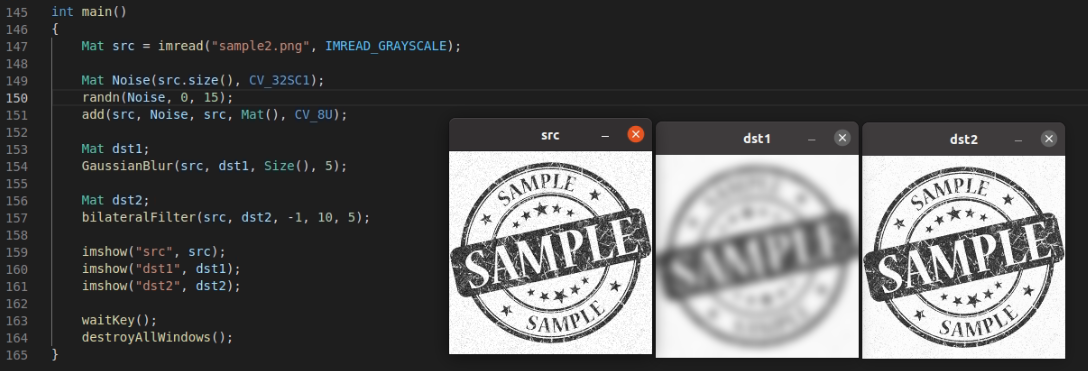 145 int main()
146 {
147 Mat src = imread("sample2.png", IMREAD_GRAYSCALE);
148
149 Mat Noise(src.size(), CV_32SC1);
150 randn(Noise, 0, 15);
151 add(src, Noise, src, Mat(), CV_8U);
152
153 Mat dst1;
154 GaussianBlur(src, dst1, Size(), 5);
155
156 Mat dst2;
157 bilateralFilter(src, dst2, -1, 10, 5);
158
159 imshow("src", src);
160 imshow("dst1", dst1);
161 imshow("dst2", dst2);
162
163 waitKey();
164 destroyAllWindows();
165 }
src
SAMPLE
SAMPLE
SAMPLE
dst1
SAMPLE
SAMPLE
SAMPLE
dst2
SAMPLE
SAMPLE
SAMPLE